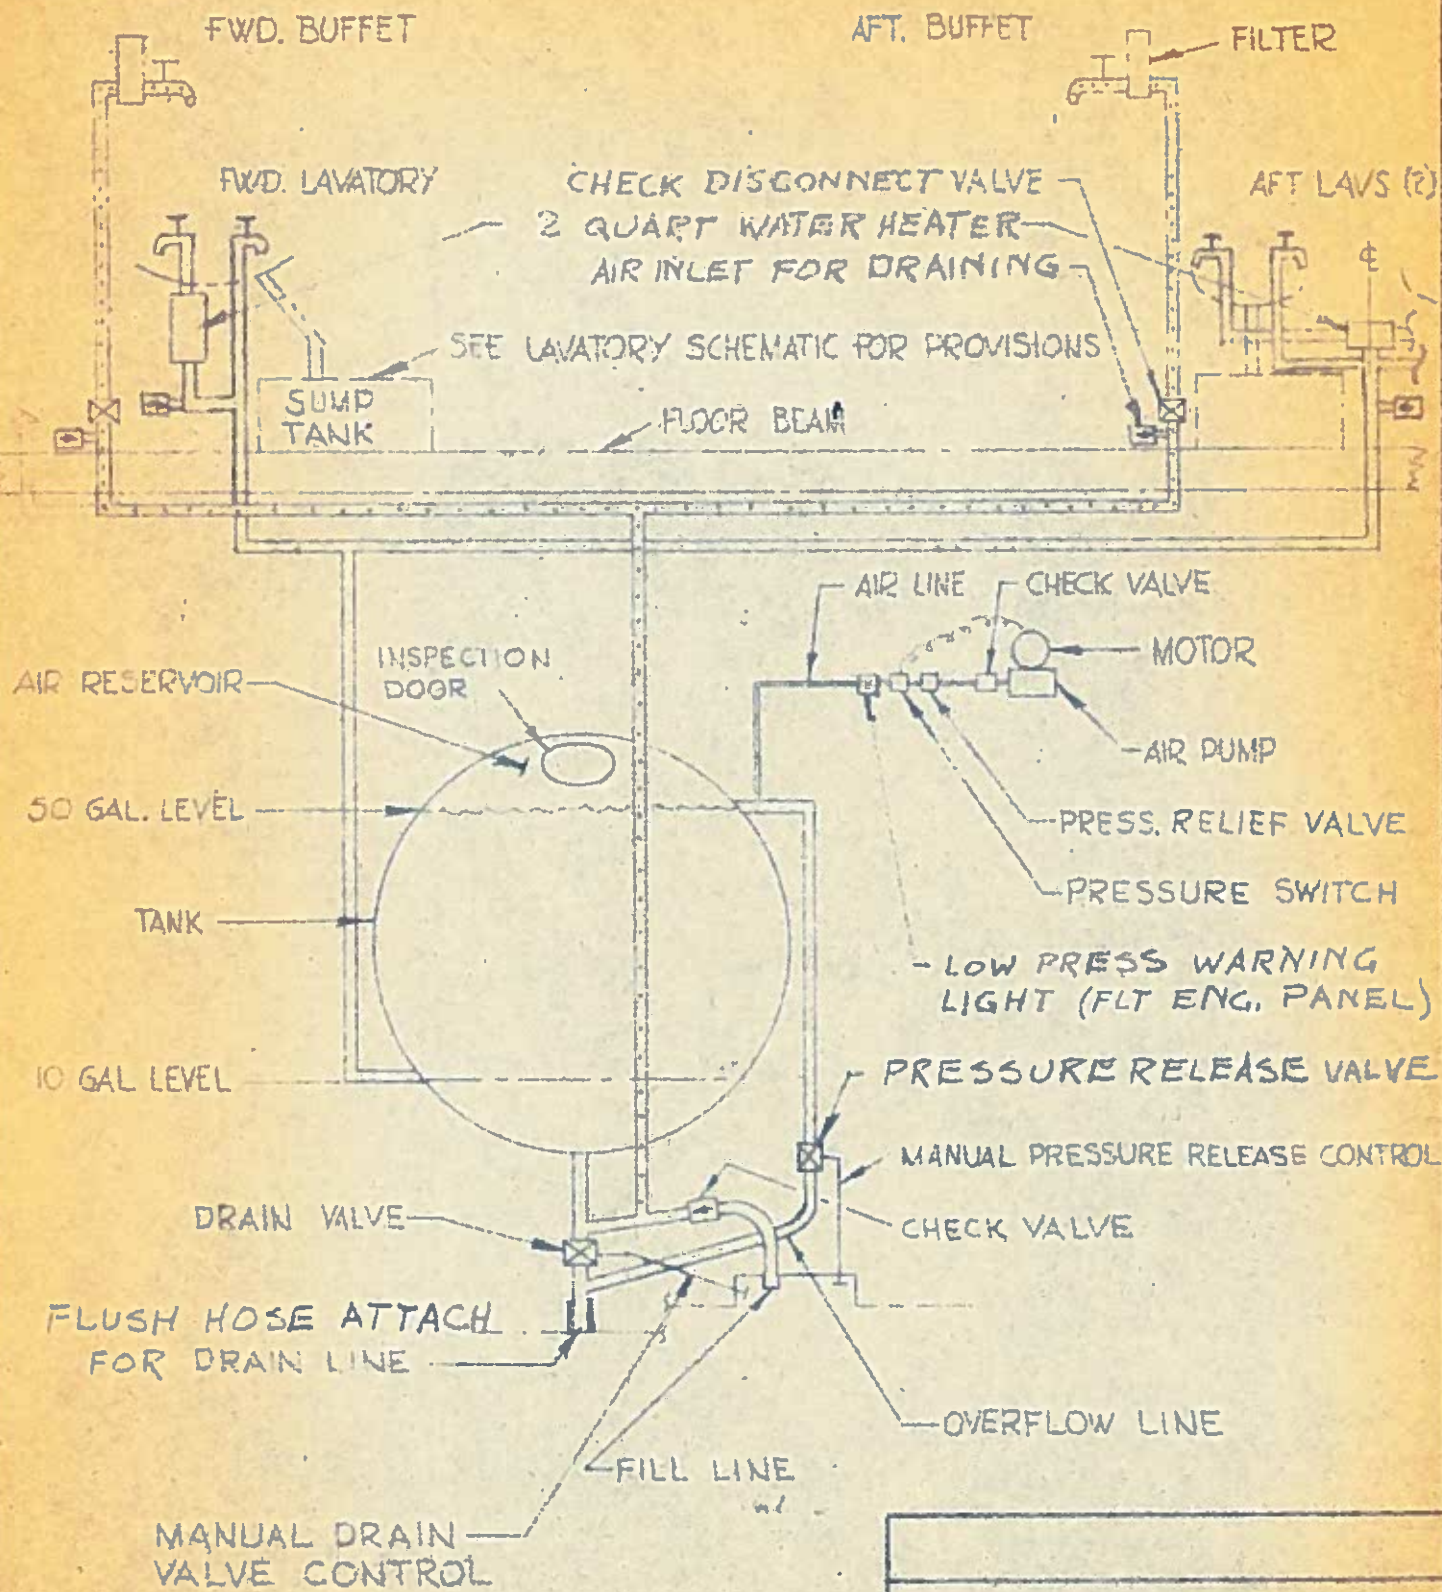 FWD. BUFFET
AFT. BUFFET
FILTER
FWD. LAVATORY
CHECK DISCONNECT VALVE
AFT LAVS (2)
2 QUART WATER HEATER
AIR INLET FOR DRAINING
℄
SEE LAVATORY SCHEMATIC FOR PROVISIONS
SUMP
TANK
FLOOR BEAM
AIR LINE
CHECK VALVE
INSPECTION
DOOR
MOTOR
AIR RESERVOIR
AIR PUMP
50 GAL. LEVEL
PRESS. RELIEF VALVE
PRESSURE SWITCH
TANK
LOW PRESS WARNING
LIGHT (FLT ENG. PANEL)
10 GAL LEVEL
PRESSURE RELEASE VALVE
MANUAL PRESSURE RELEASE CONTROL
DRAIN VALVE
CHECK VALVE
FLUSH HOSE ATTACH
FOR DRAIN LINE
OVERFLOW LINE
FILL LINE
MANUAL DRAIN
VALVE CONTROL